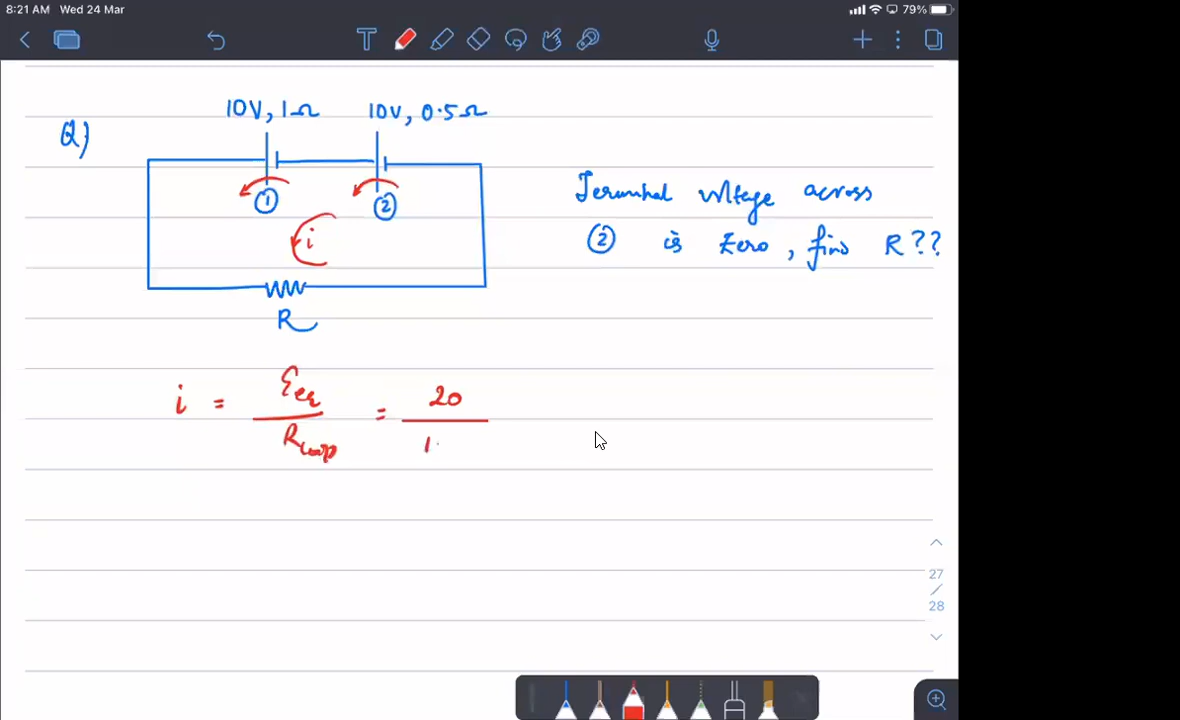 8:21 AM Wed 24 Mar
79%
10V, 1Ω 10V, 0.5Ω
Q)
① ②
i
R
Terminal voltage across
② is zero, find R??
i = ξeq / Rloop = 20 / 1.
27
/
28